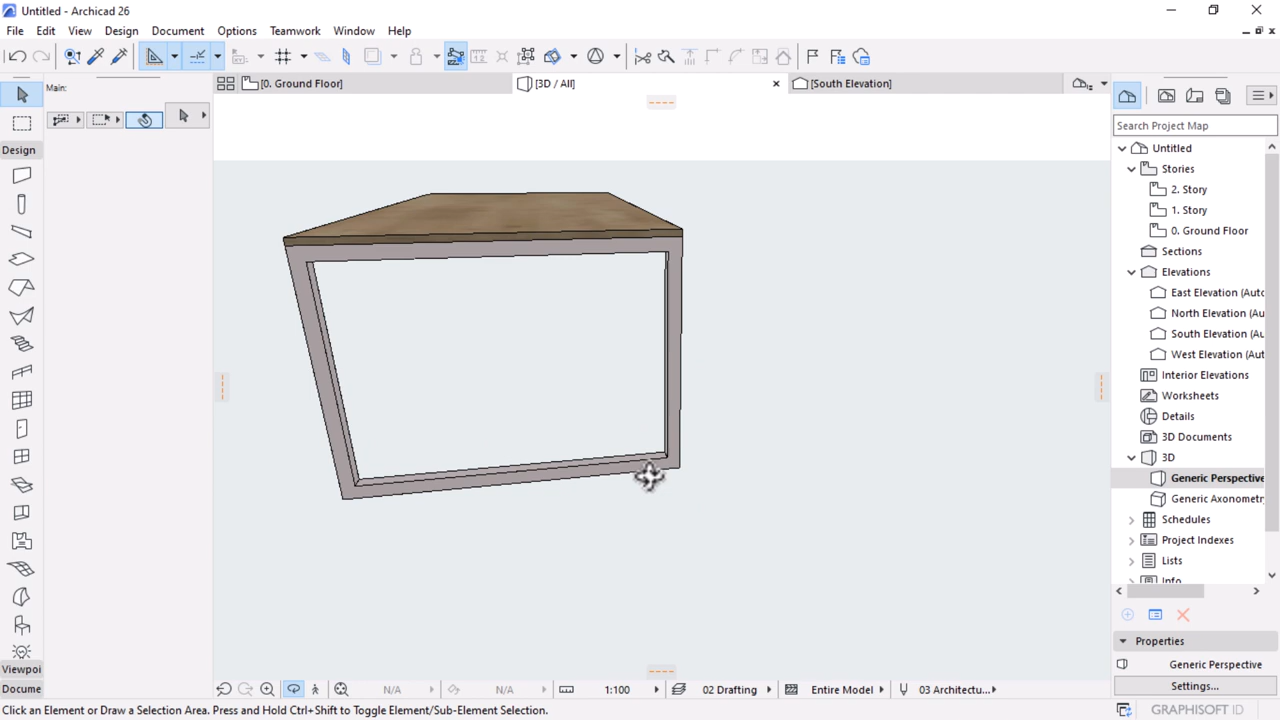 Untitled - Archicad 26
File Edit View Design Document Options Teamwork Window Help
[0. Ground Floor] [3D / All] [South Elevation]
Main:
Design
Viewpoi
Docume
Search Project Map
Untitled
Stories
2. Story
1. Story
0. Ground Floor
Sections
Elevations
East Elevation (Auto
North Elevation (Au
South Elevation (Aut
West Elevation (Aut
Interior Elevations
Worksheets
Details
3D Documents
3D
Generic Perspective
Generic Axonometr
Schedules
Project Indexes
Lists
Info
Properties
Generic Perspective
Settings...
N/A N/A 1:100 02 Drafting Entire Model 03 Architectu...
Click an Element or Draw a Selection Area. Press and Hold Ctrl+Shift to Toggle Element/Sub-Element Selection.
GRAPHISOFT ID